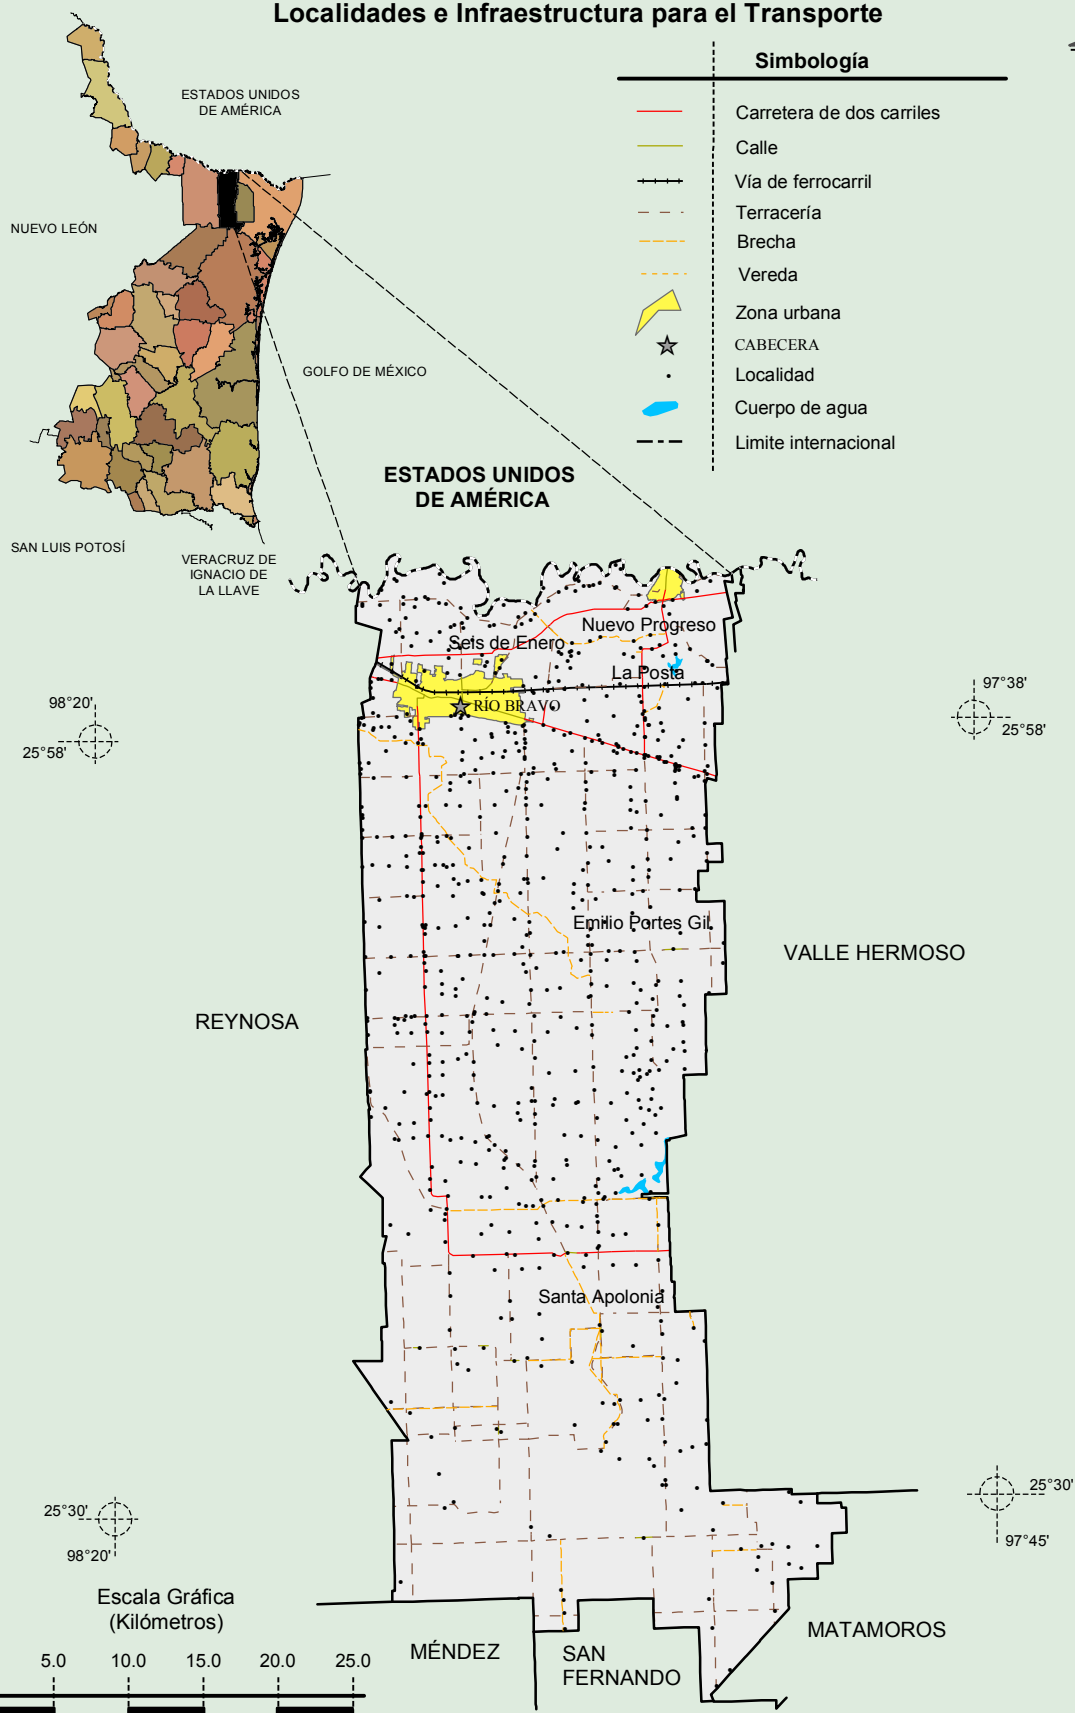 Localidades e Infraestructura para el Transporte
Simbología
Carretera de dos carriles
Calle
Vía de ferrocarril
Terracería
Brecha
Vereda
Zona urbana
CABECERA
Localidad
Cuerpo de agua
Limite internacional
ESTADOS UNIDOS
DE AMÉRICA
NUEVO LEÓN
GOLFO DE MÉXICO
SAN LUIS POTOSÍ
VERACRUZ DE
IGNACIO DE
LA LLAVE
ESTADOS UNIDOS
DE AMÉRICA
Nuevo Progreso
Seis de Enero
La Posta
RÍO BRAVO
98°20'
25°58'
97°38'
25°58'
Emilio Portes Gil
VALLE HERMOSO
REYNOSA
Santa Apolonia
25°30'
98°20'
25°30'
97°45'
Escala Gráfica
(Kilómetros)
5.0 10.0 15.0 20.0 25.0
MÉNDEZ
SAN
FERNANDO
MATAMOROS